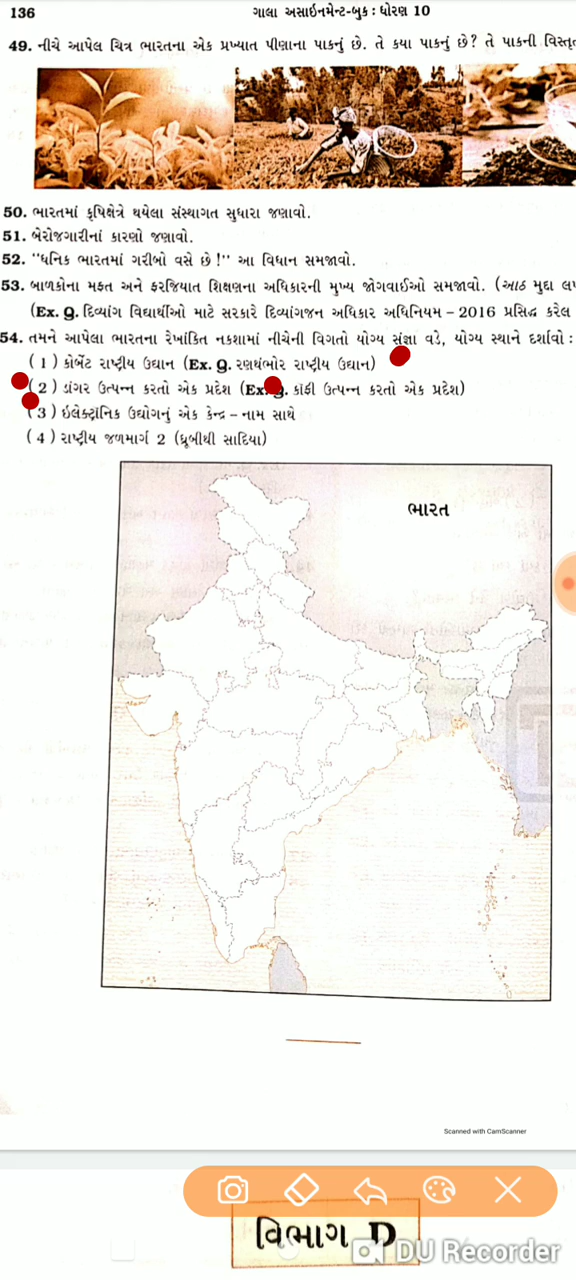 136 ગાલા અસાઇનમેન્ટ-બુક : ધોરણ 10
49. નીચે આપેલ ચિત્ર ભારતના એક પ્રખ્યાત પીણાના પાકનું છે. તે કયા પાકનું છે? તે પાકની
50. ભારતમાં કૃષિક્ષેત્રે થયેલા સંસ્થાગત સુધારા જણાવો.
51. બેરોજગારીનાં કારણો જણાવો.
52. “ધનિક ભારતમાં ગરીબો વસે છે !” આ વિધાન સમજાવો.
53. બાળકોના મફત અને ફરજિયાત શિક્ષણના અધિકારની મુખ્ય જોગવાઈઓ સમજાવો. (આઠ મુદ્દા
(Ex. g. દિવ્યાંગ વિદ્યાર્થીઓ માટે સરકારે દિવ્યાંગજન અધિકાર અધિનિયમ – 2016 પ્રસિદ્ધ કરેલ
54. તમને આપેલા ભારતના રેખાંકિત નકશામાં નીચેની વિગતો યોગ્ય સંજ્ઞા વડે, યોગ્ય સ્થાને દર્શાવો :
( 1 ) કોર્બેટ રાષ્ટ્રીય ઉદ્યાન (Ex. g. રણથંભોર રાષ્ટ્રીય ઉદ્યાન)
(2) ડાંગર ઉત્પન્ન કરતો એક પ્રદેશ (Ex. g. કૉફી ઉત્પન્ન કરતો એક પ્રદેશ)
( 3 ) ઇલેક્ટ્રૉનિક ઉદ્યોગનું એક કેન્દ્ર – નામ સાથે
( 4 ) રાષ્ટ્રીય જળમાર્ગ 2 (ધૂબીથી સાદિયા)
ભારત
Scanned with CamScanner
વિભાગ D
DU Recorder